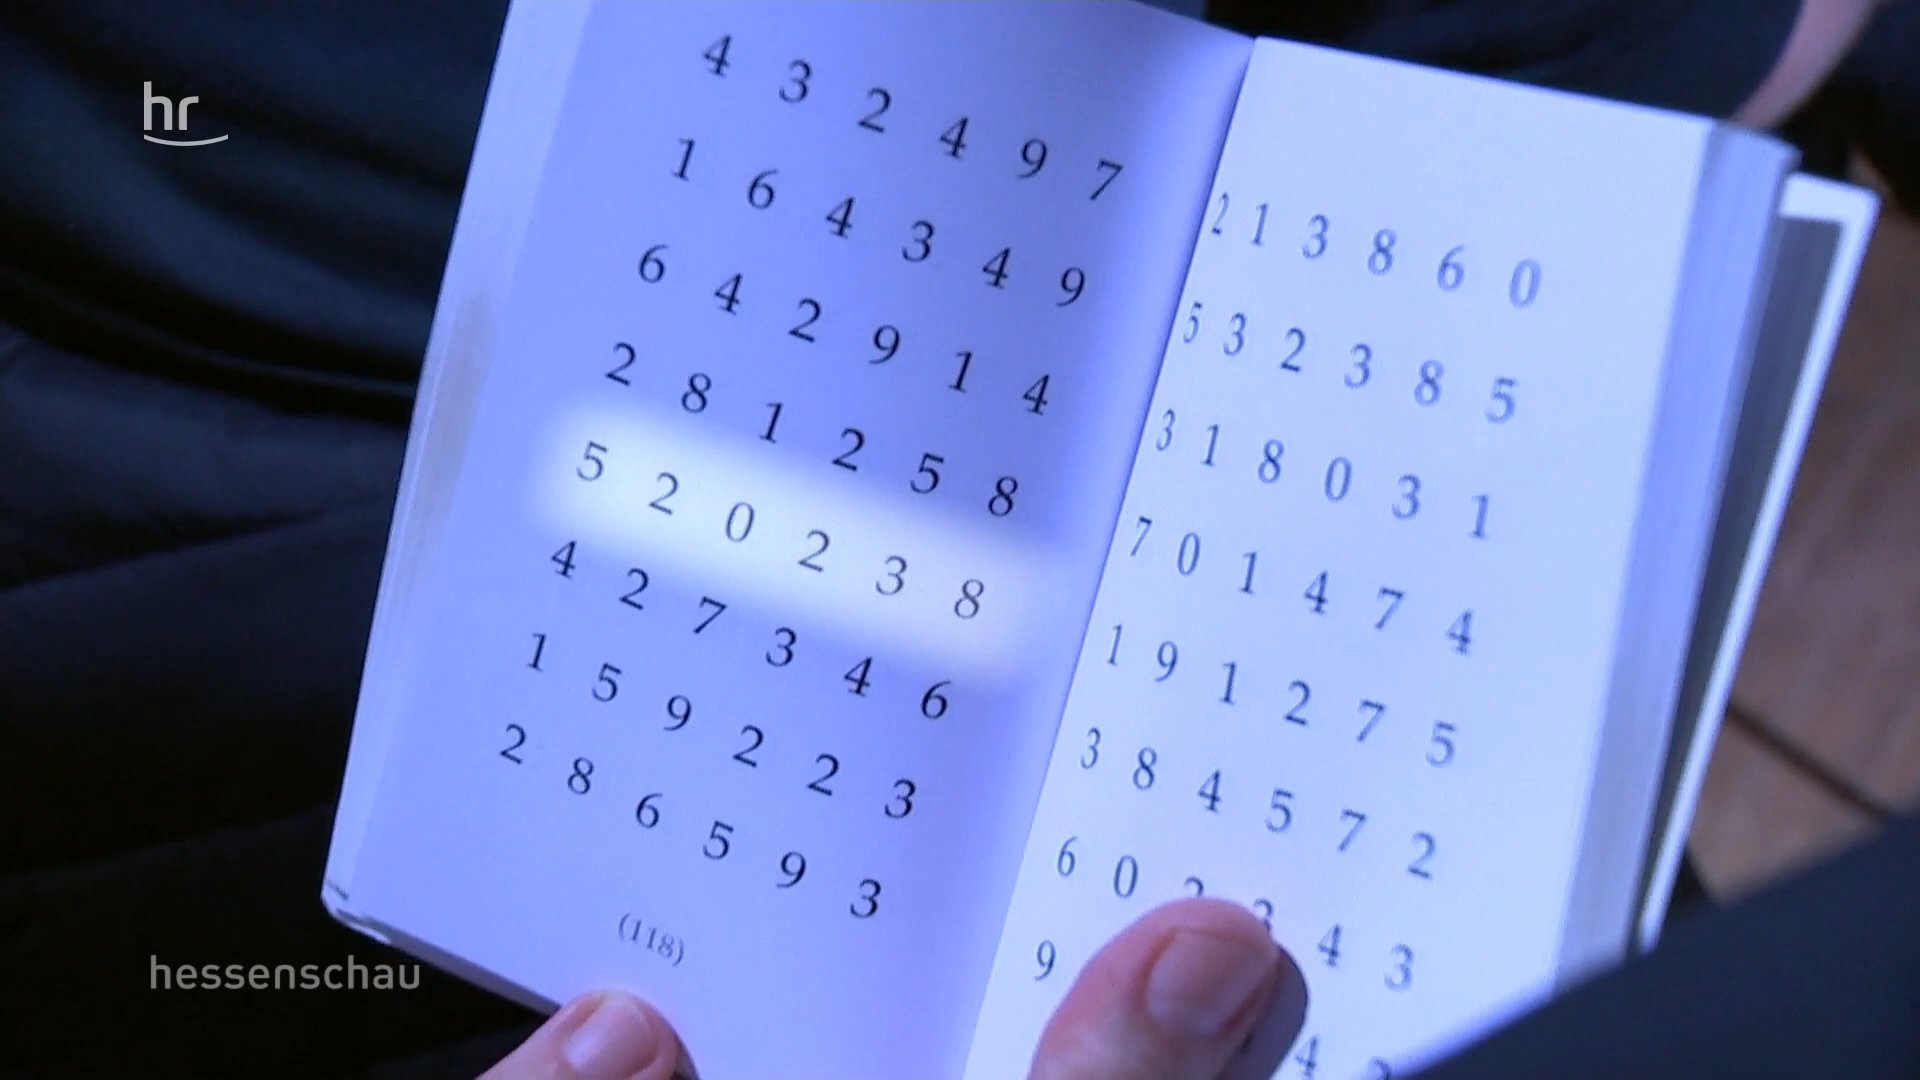 hr
4 3 2 4 9 7
1 6 4 3 4 9
6 4 2 9 1 4
2 8 1 2 5 8
5 2 0 2 3 8
4 2 7 3 4 6
1 5 9 2 2 3
2 8 6 5 9 3
(118)
2 1 3 8 6 0
5 3 2 3 8 5
3 1 8 0 3 1
7 0 1 4 7 4
1 9 1 2 7 5
3 8 4 5 7 2
6 0 2 3 4 3
9
4
hessenschau